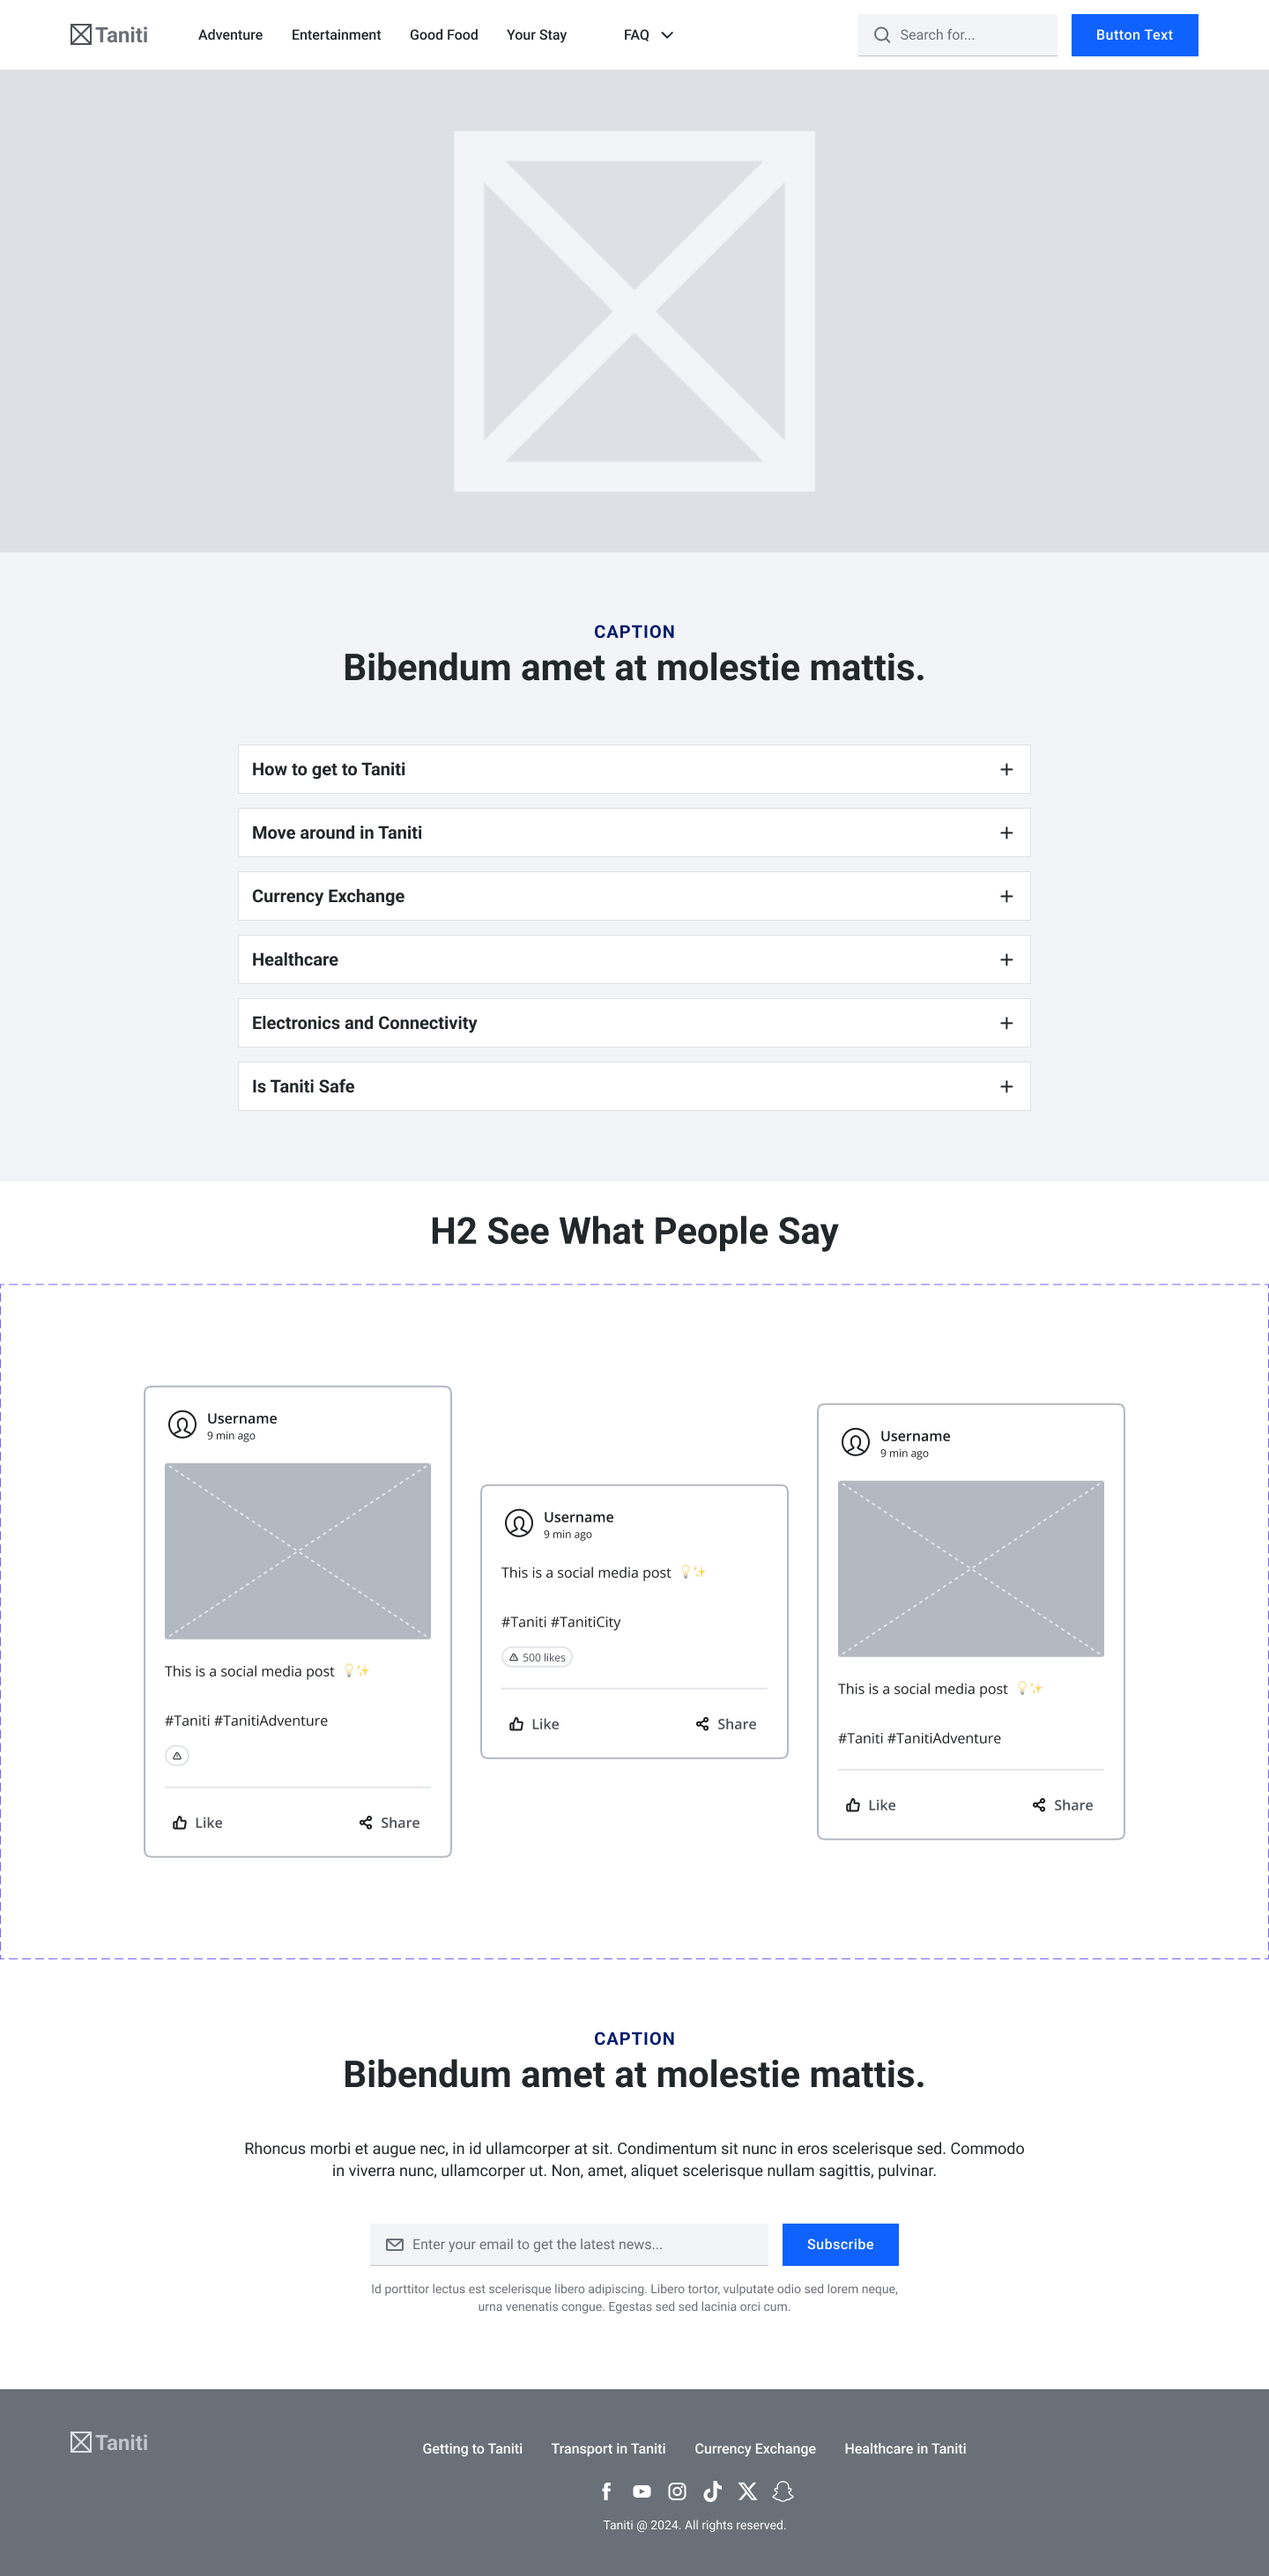 Taniti
Adventure
Entertainment
Good Food
Your Stay
FAQ
Search for...
Button Text
CAPTION
Bibendum amet at molestie mattis.
How to get to Taniti
Move around in Taniti
Currency Exchange
Healthcare
Electronics and Connectivity
Is Taniti Safe
H2 See What People Say
Username
9 min ago
This is a social media post 💡✨
#Taniti #TanitiAdventure
Like
Share
Username
9 min ago
This is a social media post 💡✨
#Taniti #TanitiCity
500 likes
Like
Share
Username
9 min ago
This is a social media post 💡✨
#Taniti #TanitiAdventure
Like
Share
CAPTION
Bibendum amet at molestie mattis.
Rhoncus morbi et augue nec, in id ullamcorper at sit. Condimentum sit nunc in eros scelerisque sed. Commodo
in viverra nunc, ullamcorper ut. Non, amet, aliquet scelerisque nullam sagittis, pulvinar.
Enter your email to get the latest news...
Subscribe
Id porttitor lectus est scelerisque libero adipiscing. Libero tortor, vulputate odio sed lorem neque,
urna venenatis congue. Egestas sed sed lacinia orci cum.
Taniti
Getting to Taniti
Transport in Taniti
Currency Exchange
Healthcare in Taniti
Taniti @ 2024. All rights reserved.